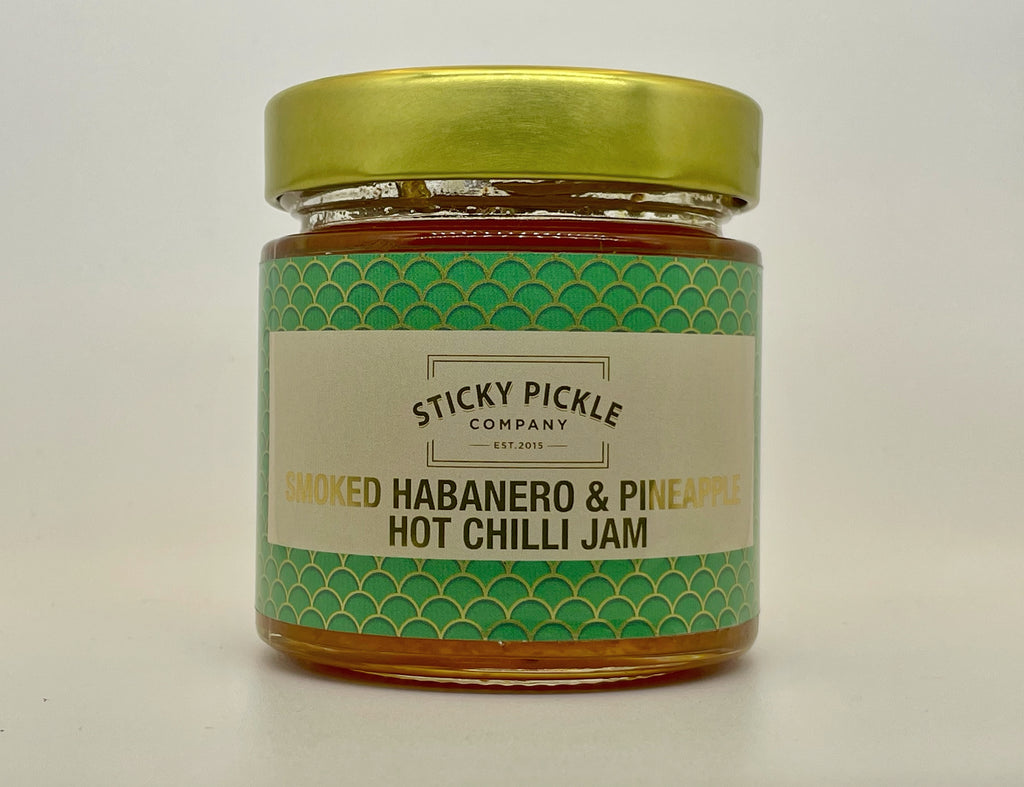 STICKY PICKLE
COMPANY
EST.2015
SMOKED HABANERO & PINEAPPLE
HOT CHILLI JAM